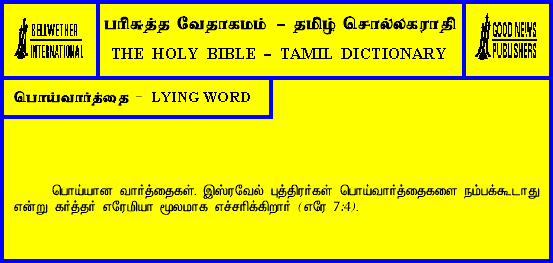 BELLWETHER
INTERNATIONAL
பரிசுத்த வேதாகமம் - தமிழ் சொல்லகராதி
THE HOLY BIBLE - TAMIL DICTIONARY
GOOD NEWS
PUBLISHERS
பொய்வார்த்தை - LYING WORD
பொய்யான வார்த்தைகள். இஸ்ரவேல் புத்திரர்கள் பொய்வார்த்தைகளை நம்பக்கூடாது
என்று கர்த்தர் எரேமியா மூலமாக எச்சரிக்கிறார் (எரே 7:4).